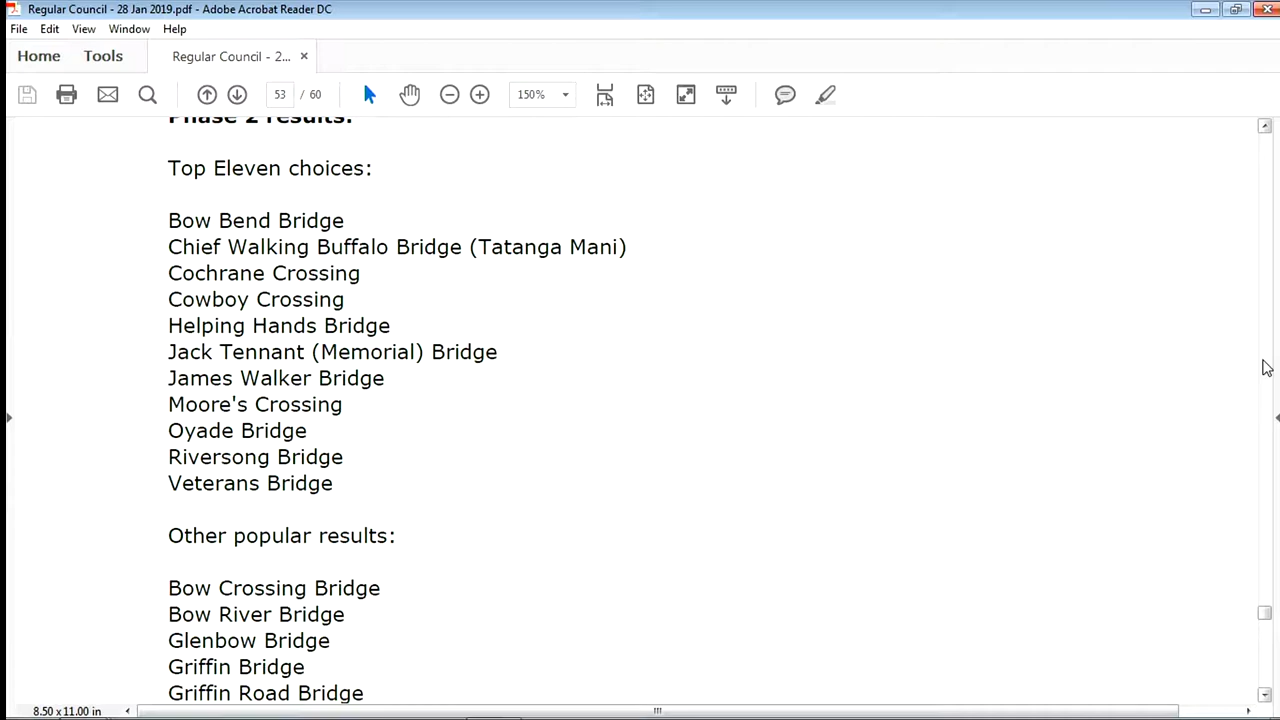 Regular Council - 28 Jan 2019.pdf - Adobe Acrobat Reader DC
File Edit View Window Help
Home Tools Regular Council - 2... ×
53 / 60 150%
Phase 2 results:
Top Eleven choices:
Bow Bend Bridge
Chief Walking Buffalo Bridge (Tatanga Mani)
Cochrane Crossing
Cowboy Crossing
Helping Hands Bridge
Jack Tennant (Memorial) Bridge
James Walker Bridge
Moore's Crossing
Oyade Bridge
Riversong Bridge
Veterans Bridge
Other popular results:
Bow Crossing Bridge
Bow River Bridge
Glenbow Bridge
Griffin Bridge
Griffin Road Bridge
8.50 x 11.00 in